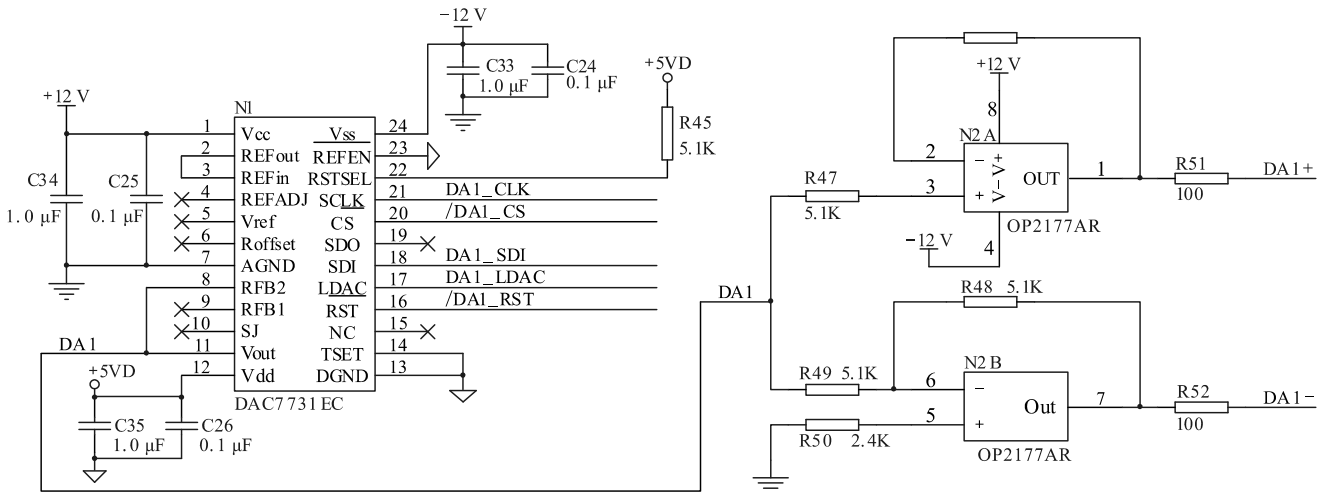 −12 V
C33
1.0 μF
C24
0.1 μF
+5VD
R45
5.1K
+12 V
C34
1.0 μF
C25
0.1 μF
N1
1 Vcc Vss 24
2 REFout REFEN 23
3 REFin RSTSEL 22
4 REFADJ SCLK 21 DA1_CLK
5 Vref CS 20 /DA1_CS
6 Roffset SDO 19
7 AGND SDI 18 DA1_SDI
8 RFB2 LDAC 17 DA1_LDAC
9 RFB1 RST 16 /DA1_RST
10 SJ NC 15
11 Vout TSET 14
12 Vdd DGND 13
DAC7731EC
DA1
+5VD
C35
1.0 μF
C26
0.1 μF
+12 V
8
N2A
2 − V+
3 + V−
OUT 1
OP2177AR
−12 V
4
R47
5.1K
R51
100
DA1+
DA1
R48 5.1K
R49 5.1K
N2B
6 −
5 +
Out 7
OP2177AR
R50 2.4K
R52
100
DA1−